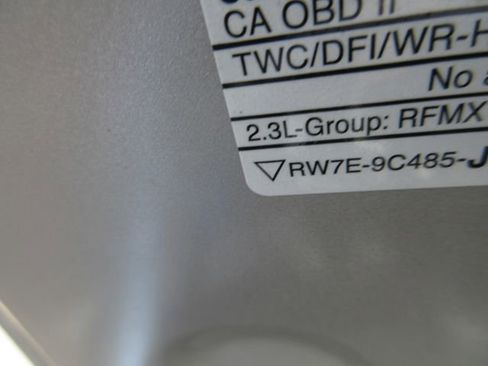 CA OBD II
TWC/DFI/WR-H
No a
2.3L-Group: RFMX
▽RW7E-9C485-J